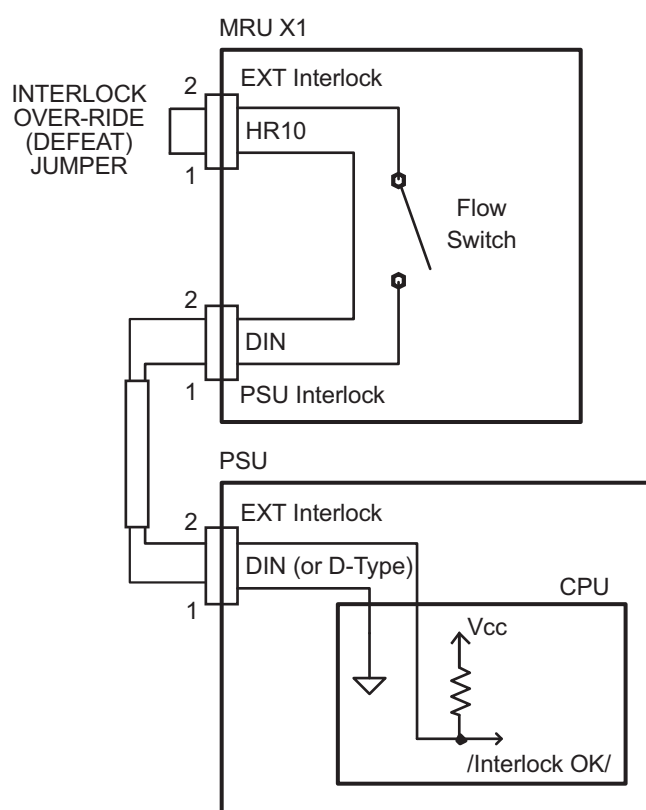 MRU X1
INTERLOCK
OVER-RIDE
(DEFEAT)
JUMPER
2
1
EXT Interlock
HR10
Flow
Switch
2
1
DIN
PSU Interlock
PSU
2
1
EXT Interlock
DIN (or D-Type)
CPU
Vcc
/Interlock OK/